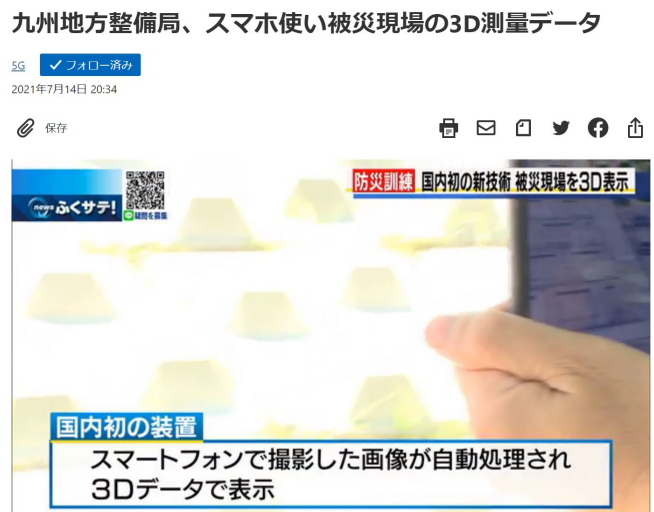 九州地方整備局、スマホ使い被災現場の3D測量データ
5G
フォロー済み
2021年7月14日 20:34
保存
防災訓練 国内初の新技術 被災現場を3D表示
news ふくサテ!
疑問を募集
国内初の装置
スマートフォンで撮影した画像が自動処理され
3Dデータで表示